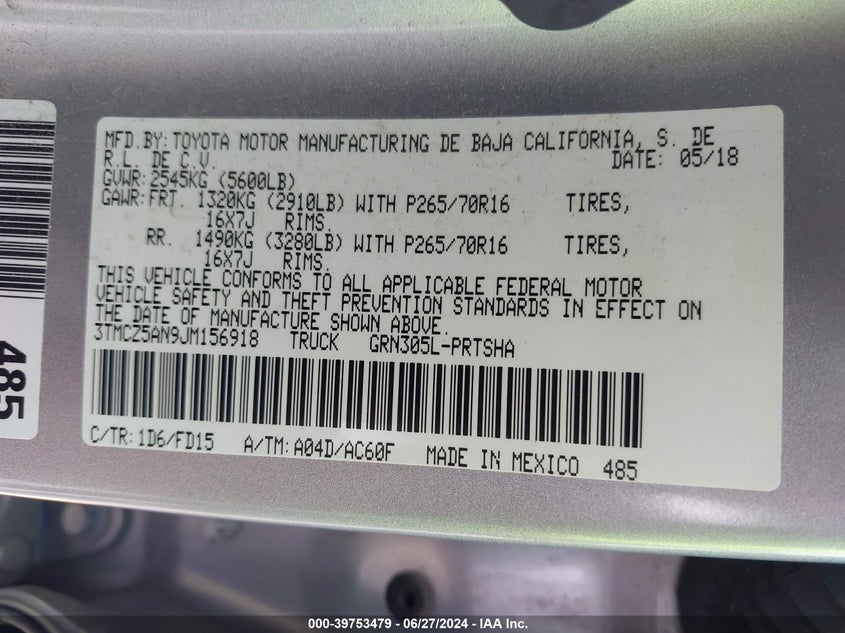 MFD.BY:TOYOTA MOTOR MANUFACTURING DE BAJA CALIFORNIA, S. DE
R.L. DE C.V. DATE: 05/18
GVWR:2545KG (5600LB)
GAWR:FRT. 1320KG (2910LB) WITH P265/70R16 TIRES,
16X7J RIMS.
RR. 1490KG (3280LB) WITH P265/70R16 TIRES,
16X7J RIMS.
THIS VEHICLE CONFORMS TO ALL APPLICABLE FEDERAL MOTOR
VEHICLE SAFETY AND THEFT PREVENTION STANDARDS IN EFFECT ON
THE DATE OF MANUFACTURE SHOWN ABOVE.
3TMCZ5AN9JM156918 TRUCK GRN305L-PRTSHA
C/TR:1D6/FD15 A/TM:A04D/AC60F MADE IN MEXICO 485
485
000-39753479 — 06/27/2024 — IAA Inc.